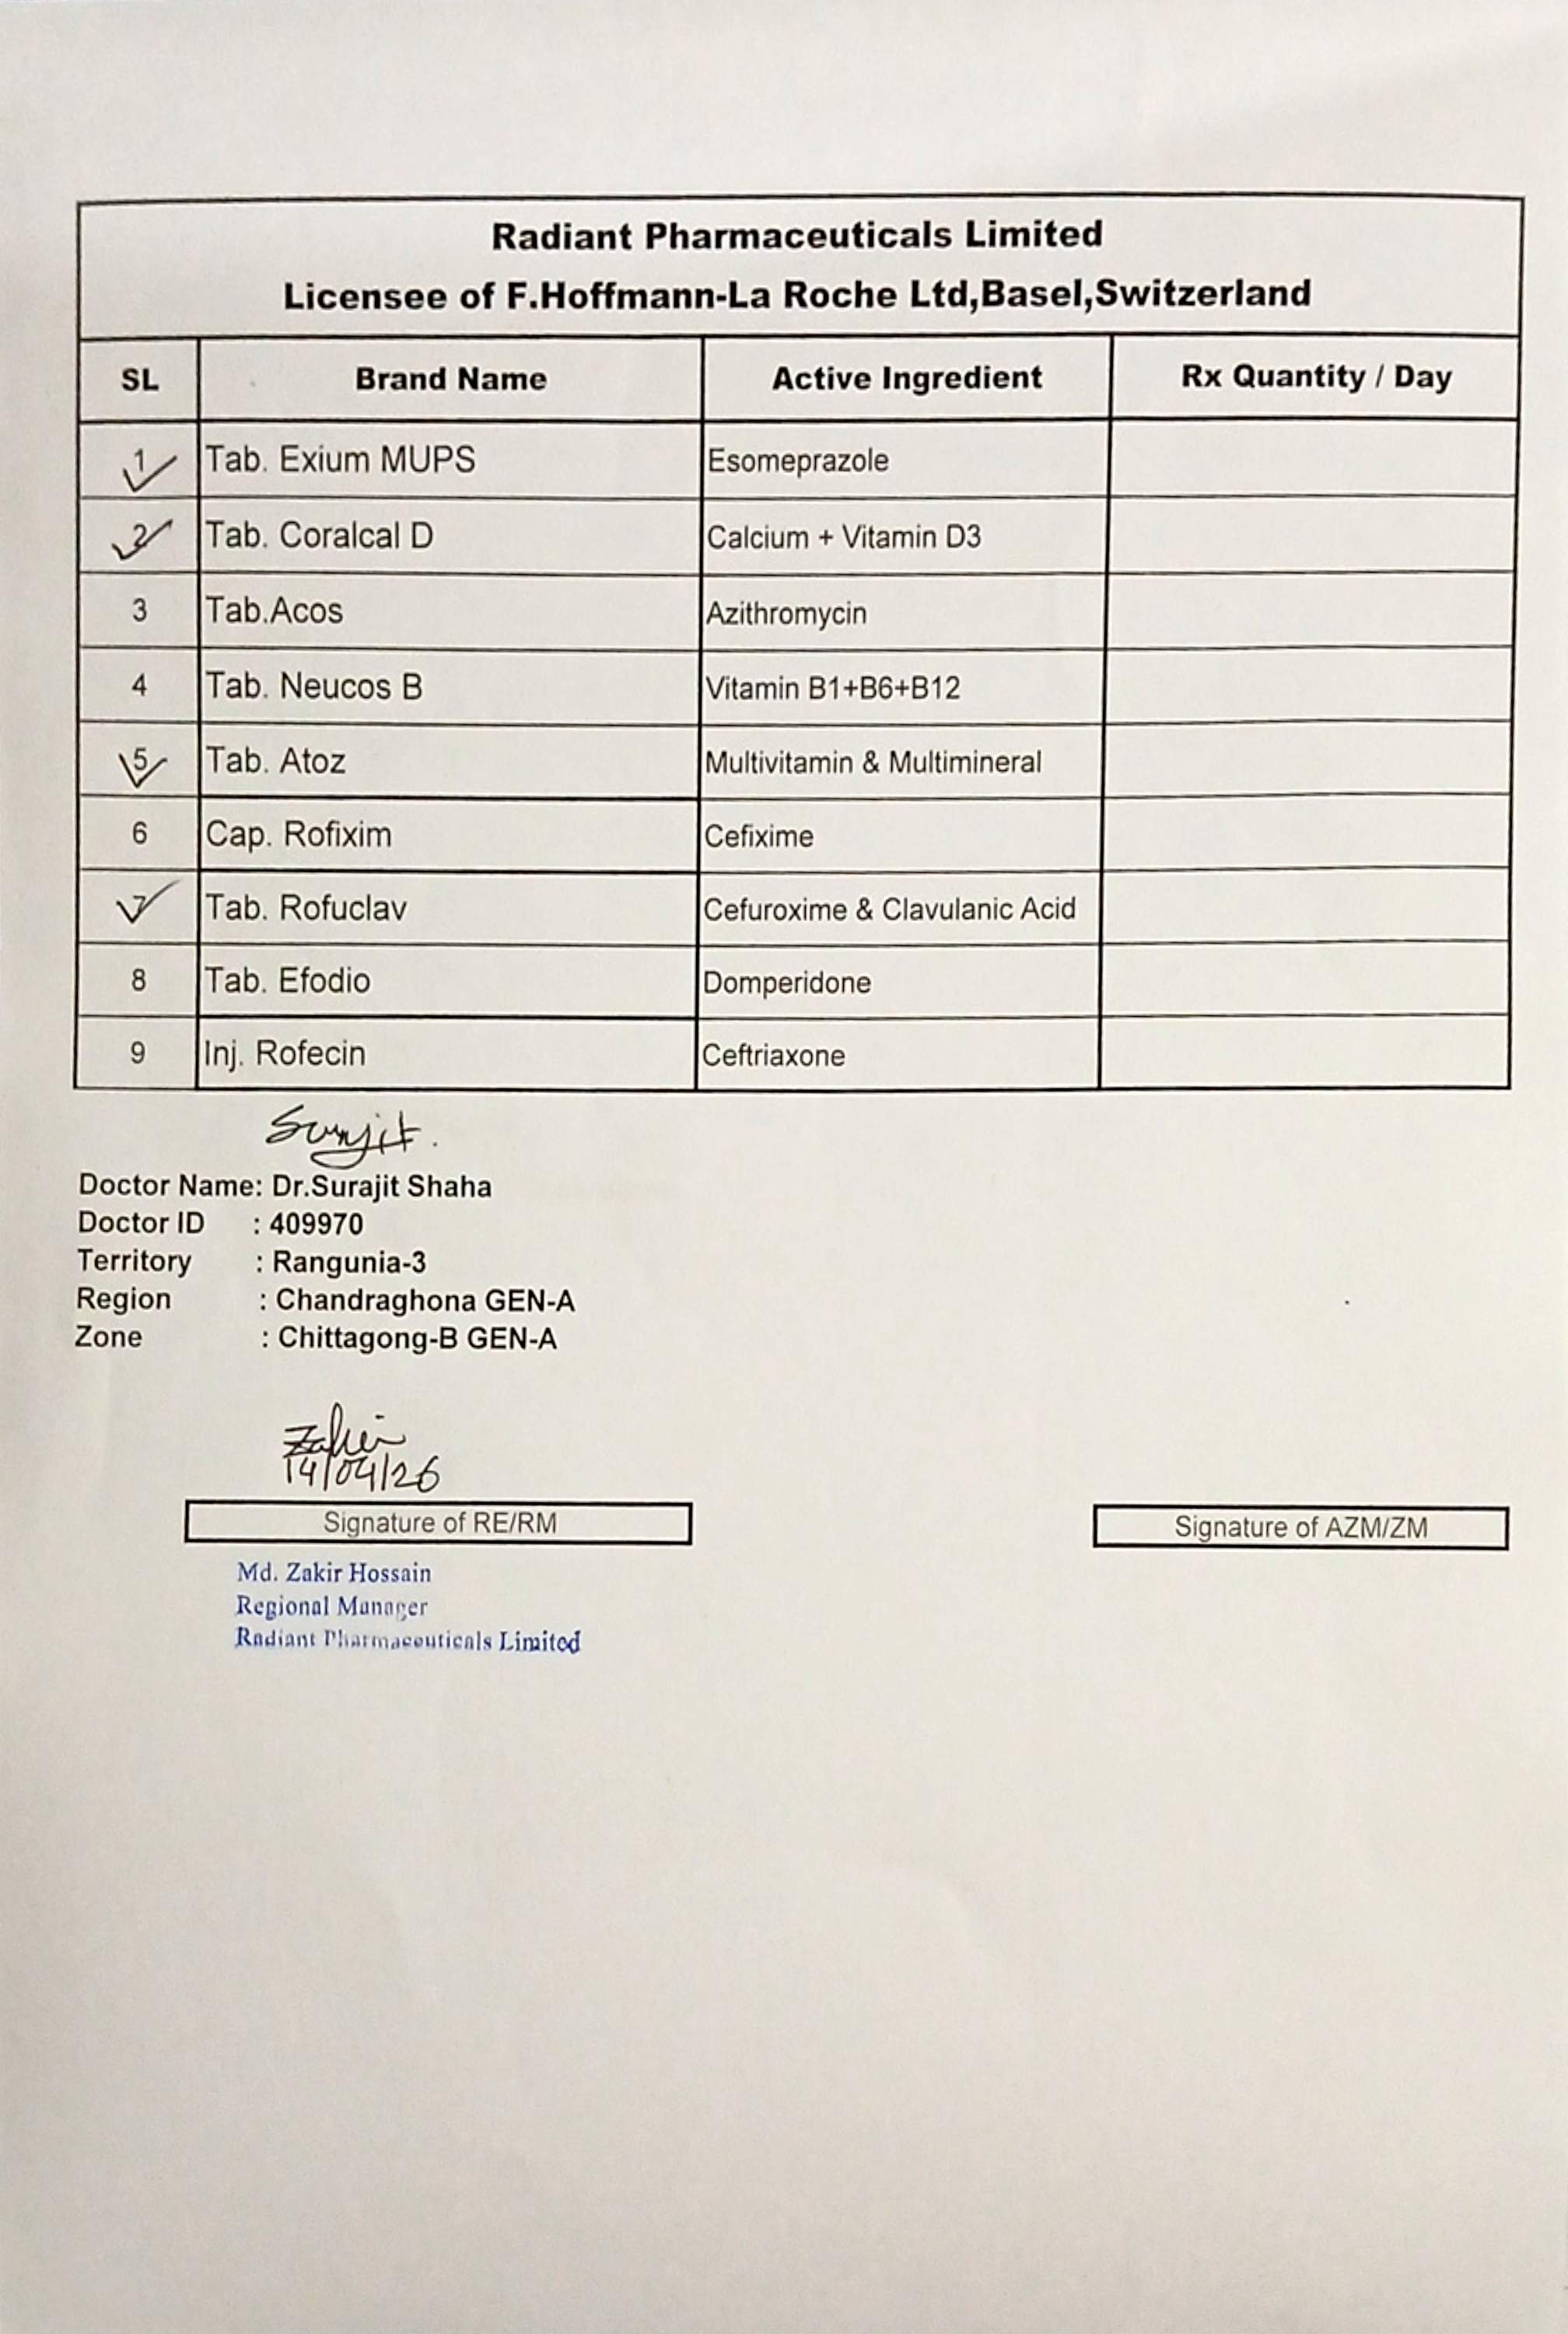 Radiant Pharmaceuticals Limited
Licensee of F.Hoffmann-La Roche Ltd,Basel,Switzerland
SL Brand Name Active Ingredient Rx Quantity / Day
1 Tab. Exium MUPS Esomeprazole
2 Tab. Coralcal D Calcium + Vitamin D3
3 Tab.Acos Azithromycin
4 Tab. Neucos B Vitamin B1+B6+B12
5 Tab. Atoz Multivitamin & Multimineral
6 Cap. Rofixim Cefixime
7 Tab. Rofuclav Cefuroxime & Clavulanic Acid
8 Tab. Efodio Domperidone
9 Inj. Rofecin Ceftriaxone
Surajit.
Doctor Name: Dr.Surajit Shaha
Doctor ID : 409970
Territory : Rangunia-3
Region : Chandraghona GEN-A
Zone : Chittagong-B GEN-A
Zakir
14/04/26
Signature of RE/RM Signature of AZM/ZM
Md. Zakir Hossain
Regional Manager
Radiant Pharmaceuticals Limited